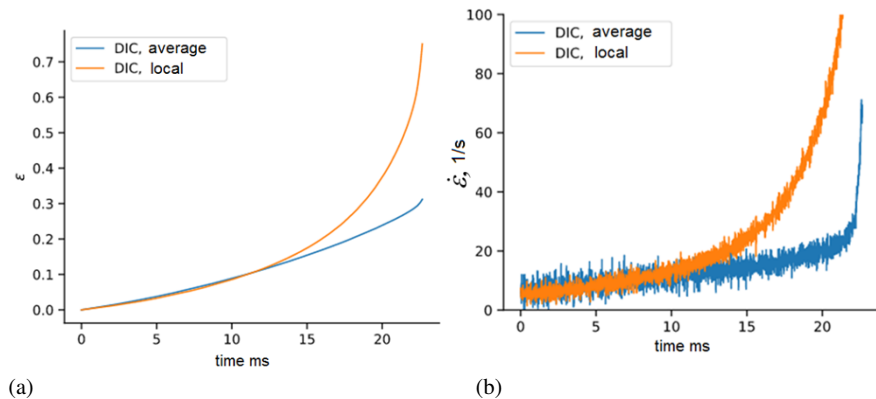 DIC, average
DIC, local
0.7
0.6
0.5
0.4
0.3
0.2
0.1
0.0
ε
0 5 10 15 20
time ms
(a)
DIC, average
DIC, local
100
80
60
40
20
0
ε̇, 1/s
0 5 10 15 20
time ms
(b)